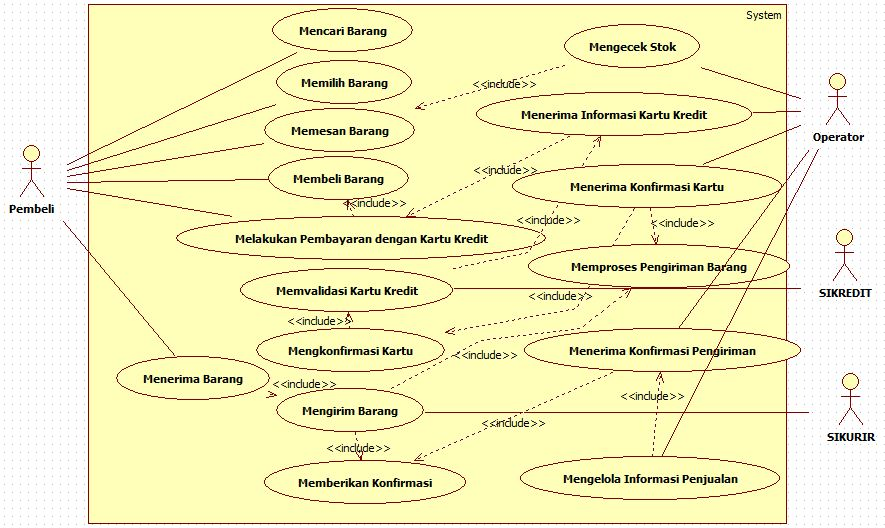 System
Mencari Barang
Mengecek Stok
Memilih Barang
<<include>>
Menerima Informasi Kartu Kredit
Memesan Barang
Operator
<<include>>
Membeli Barang
Menerima Konfirmasi Kartu
<<include>>
Pembeli
<<include>>
<<include>>
Melakukan Pembayaran dengan Kartu Kredit
Memproses Pengiriman Barang
Memvalidasi Kartu Kredit
<<include>>
SIKREDIT
<<include>>
Mengkonfirmasi Kartu
<<include>>
Menerima Konfirmasi Pengiriman
Menerima Barang
<<include>>
<<include>>
Mengirim Barang
<<include>>
SIKURIR
<<include>>
Memberikan Konfirmasi
Mengelola Informasi Penjualan